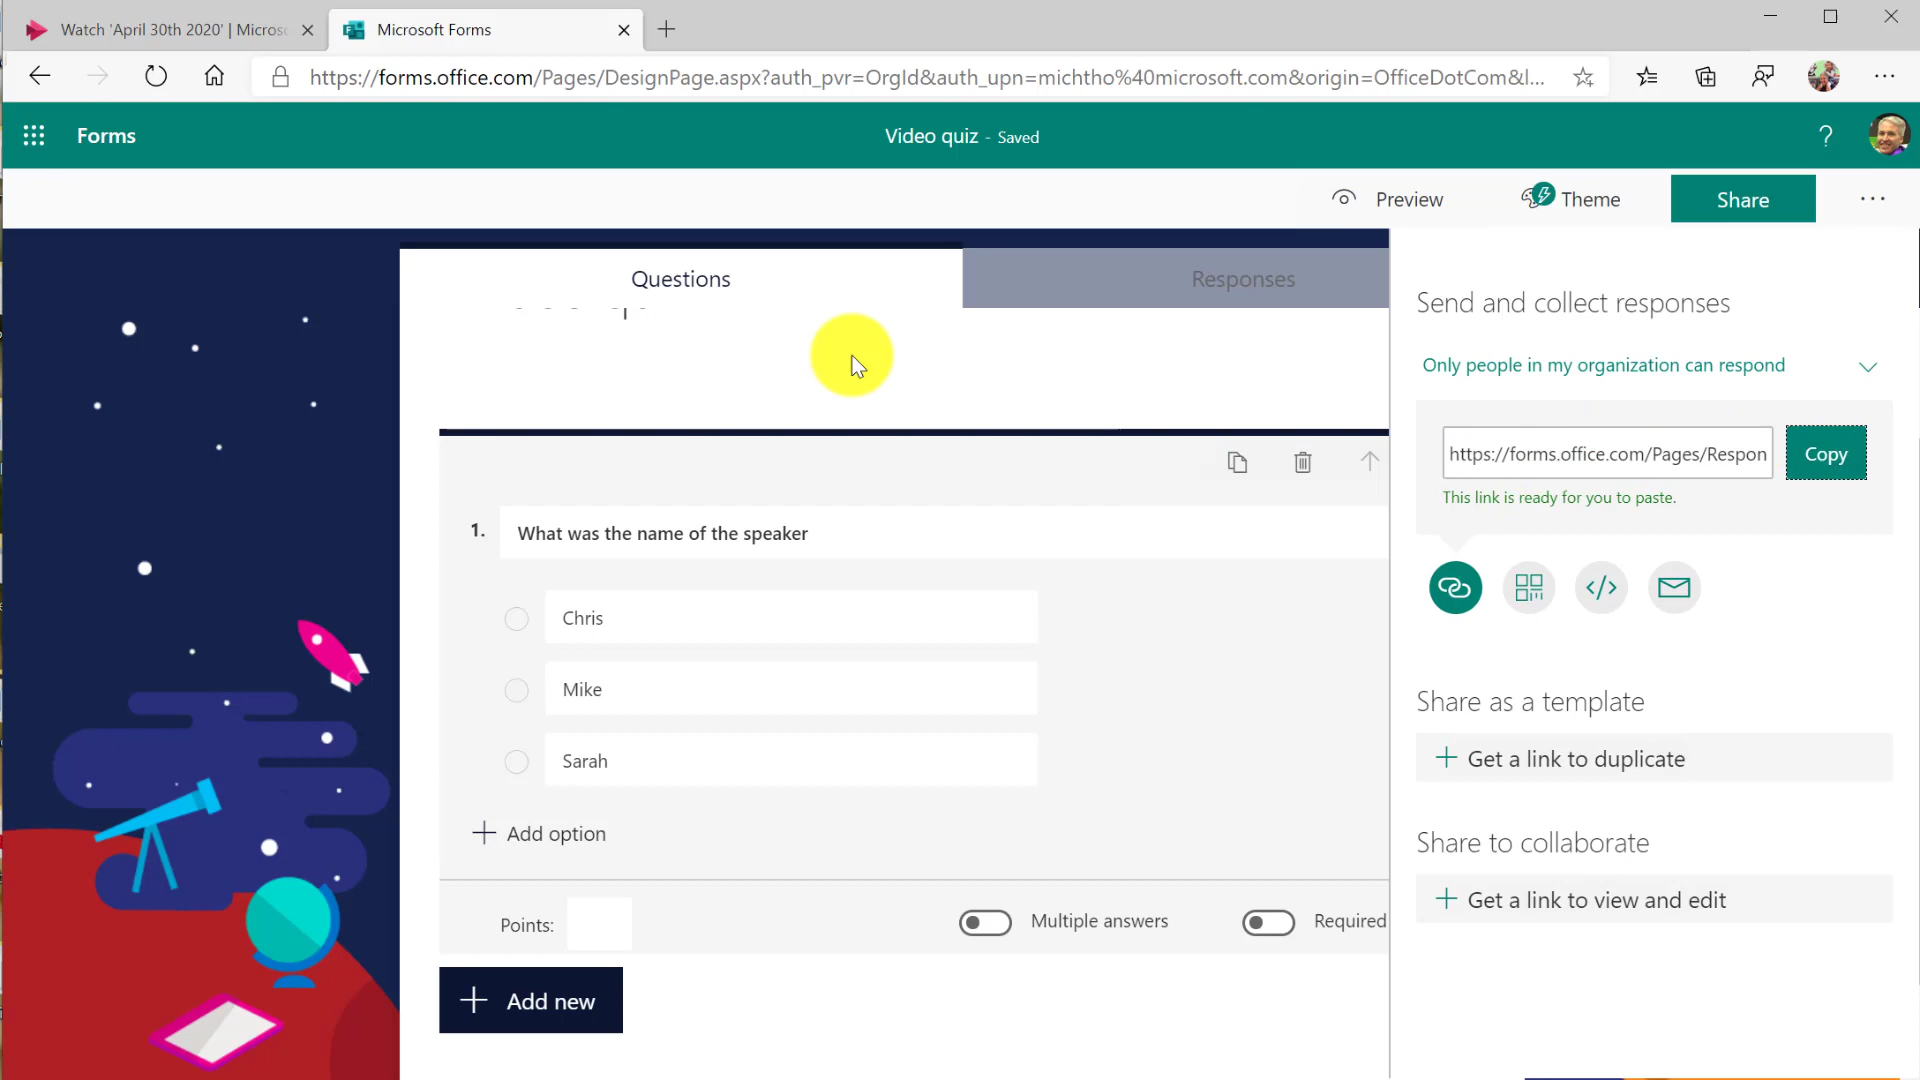 Watch 'April 30th 2020' | Micros
Microsoft Forms
https://forms.office.com/Pages/DesignPage.aspx?auth_pvr=OrgId&auth_upn=michtho%40microsoft.com&origin=OfficeDotCom&l...
Forms
Video quiz - Saved
?
Preview
Theme
Share
Questions
Responses
Send and collect responses
Only people in my organization can respond
https://forms.office.com/Pages/Respon
Copy
This link is ready for you to paste.
1. What was the name of the speaker
Chris
Mike
Sarah
Add option
Points:
Multiple answers
Required
Add new
Share as a template
Get a link to duplicate
Share to collaborate
Get a link to view and edit